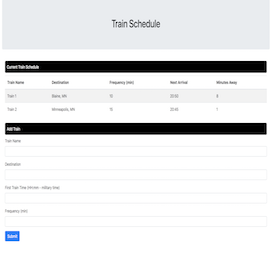 Train Schedule
Current Train Schedule
Train Name Destination Frequency (min) Next Arrival Minutes Away
Train 1 Blaine, MN 10 20:50 8
Train 2 Minneapolis, MN 15 20:45 1
Add Train
Train Name
Destination
First Train Time (HH:mm - military time)
Frequency (min)
Submit